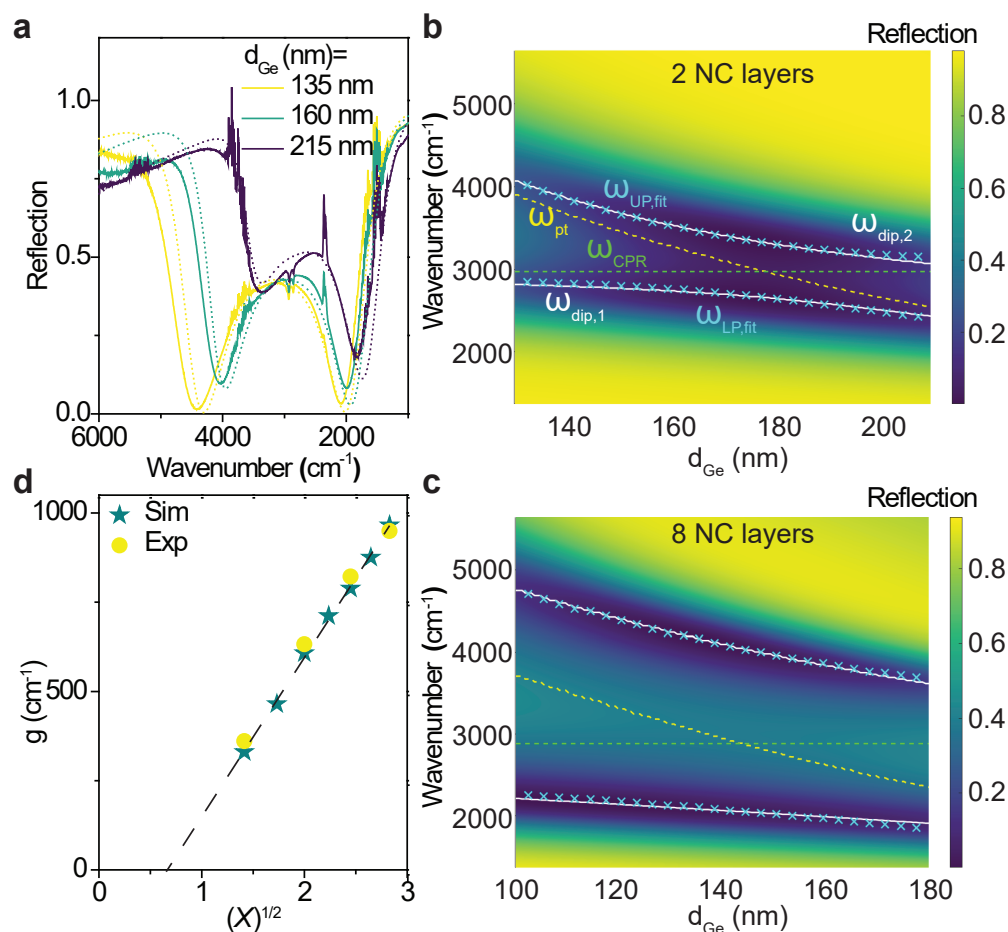 a
d_Ge (nm)=
135 nm
160 nm
215 nm
1.0
0.5
0.0
Reflection
6000
4000
2000
Wavenumber (cm⁻¹)
b
Reflection
2 NC layers
5000
4000
3000
2000
Wavenumber (cm⁻¹)
ω_UP,fit
ω_pt
ω_CPR
ω_dip,2
ω_dip,1
ω_LP,fit
0.8
0.6
0.4
0.2
140
160
180
200
d_Ge (nm)
d
Sim
Exp
1000
500
0
g (cm⁻¹)
0
1
2
3
(X)^1/2
c
Reflection
8 NC layers
5000
4000
3000
2000
Wavenumber (cm⁻¹)
0.8
0.6
0.4
0.2
100
120
140
160
180
d_Ge (nm)